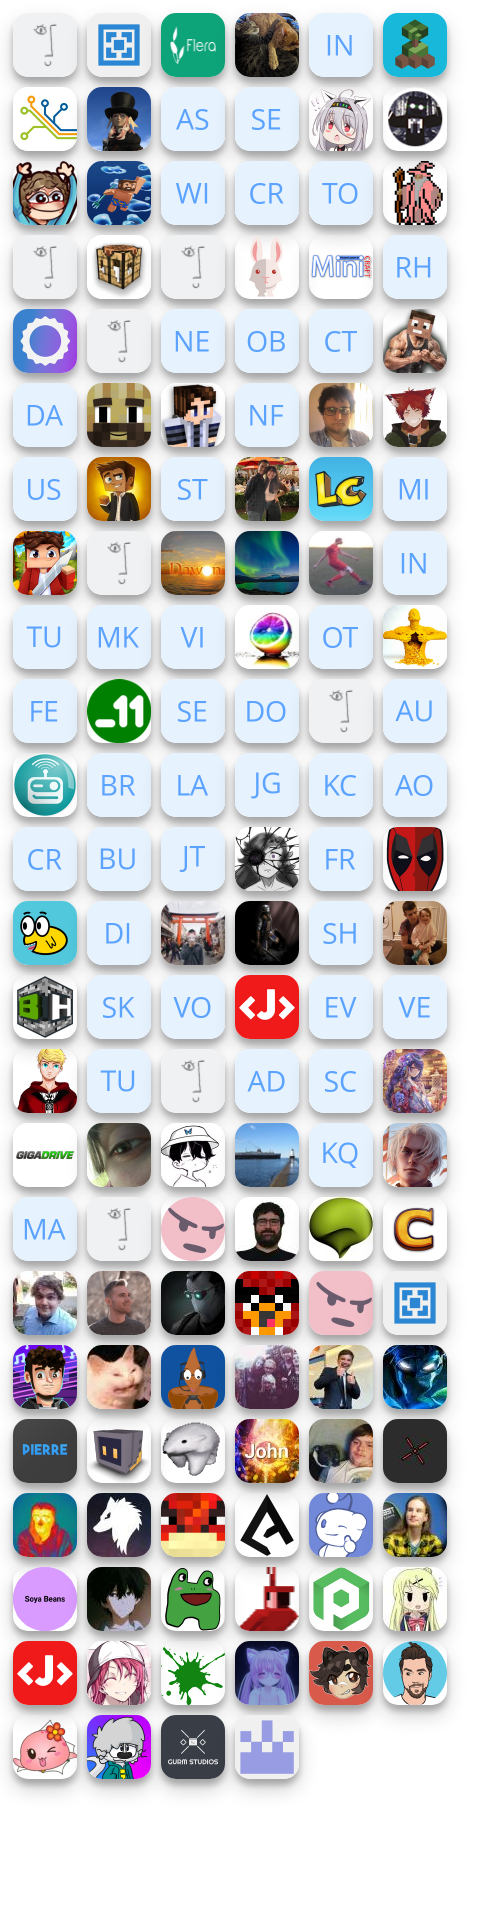 Flera IN
AS SE
WI CR TO
Mini RH
NE OB CT
DA NF
US ST LC MI
Dawn IN
TU MK VI OT
FE _11 SE DO AU
BR LA JG KC AO
CR BU JT FR
DI SH
B H SK VO <J> EV VE
TU AD SC
GIGADRIVE KQ
MA C
PIERRE John
Soya Beans
<J>
GURM STUDIOS